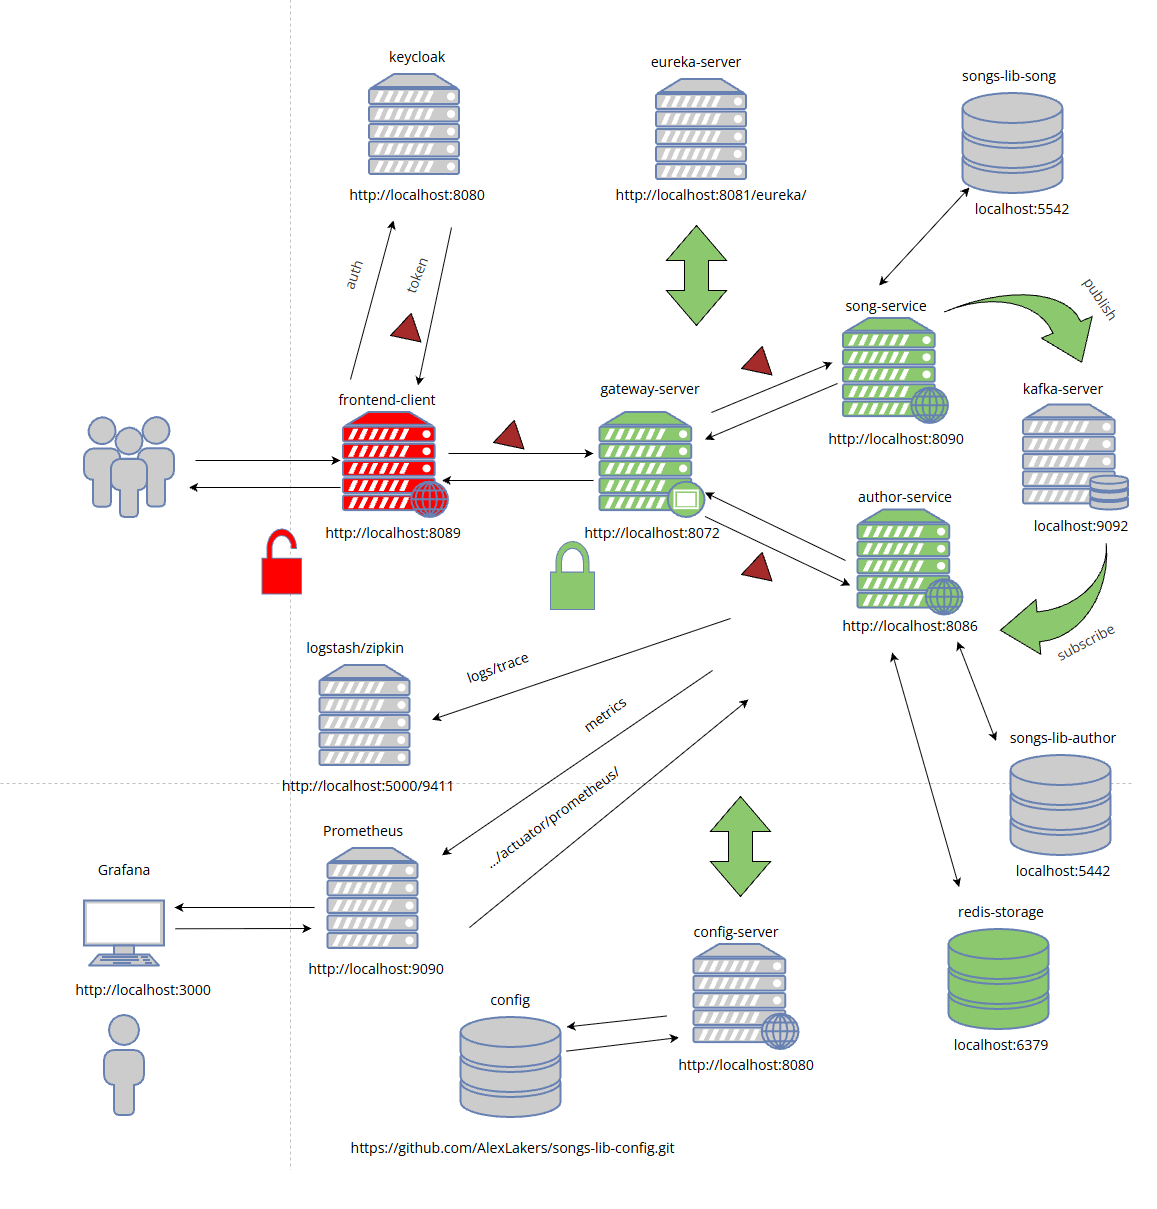 keycloak
http://localhost:8080
eureka-server
http://localhost:8081/eureka/
songs-lib-song
localhost:5542
auth
token
song-service
http://localhost:8090
publish
kafka-server
localhost:9092
subscribe
frontend-client
http://localhost:8089
gateway-server
http://localhost:8072
author-service
http://localhost:8086
logstash/zipkin
http://localhost:5000/9411
logs/trace
metrics
.../actuator/prometheus/
songs-lib-author
localhost:5442
Prometheus
http://localhost:9090
Grafana
http://localhost:3000
config-server
http://localhost:8080
redis-storage
localhost:6379
config
https://github.com/AlexLakers/songs-lib-config.git